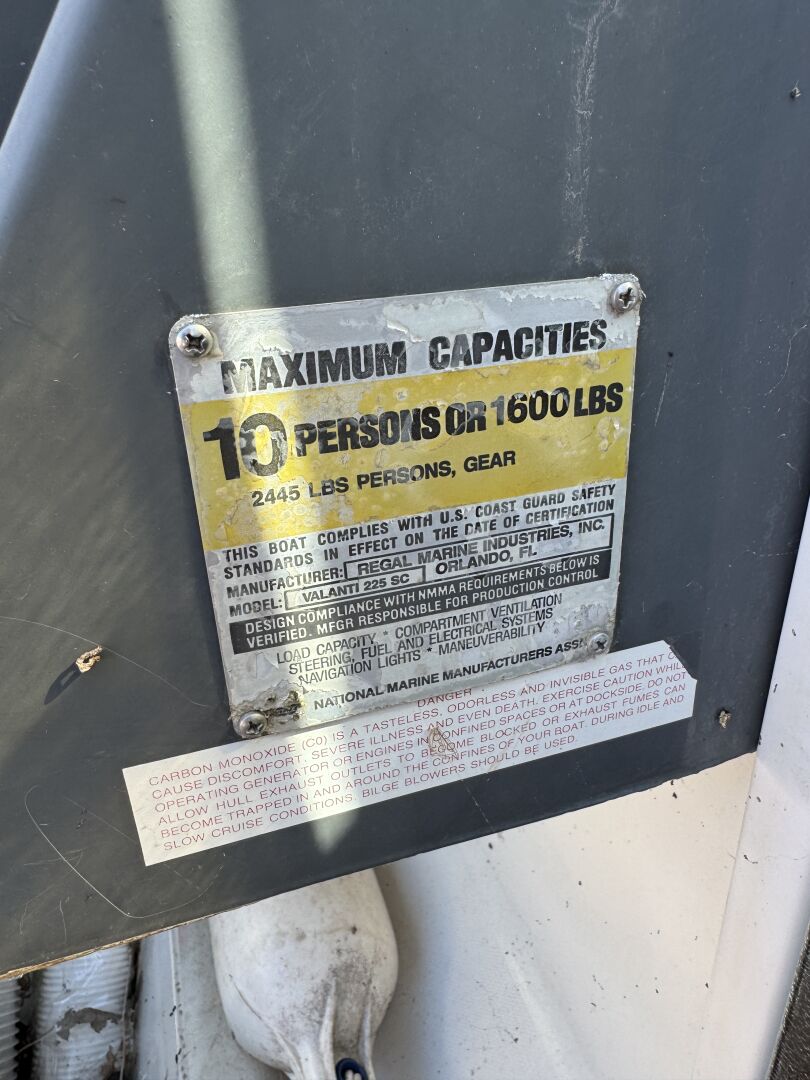 MAXIMUM CAPACITIES
10 PERSONS OR 1600 LBS
2445 LBS PERSONS, GEAR
THIS BOAT COMPLIES WITH U.S. COAST GUARD SAFETY
STANDARDS IN EFFECT ON THE DATE OF CERTIFICATION
MANUFACTURER: REGAL MARINE INDUSTRIES, INC.
MODEL: VALANTI 225 SC ORLANDO, FL.
DESIGN COMPLIANCE WITH NMMA REQUIREMENTS BELOW IS
VERIFIED. MFGR RESPONSIBLE FOR PRODUCTION CONTROL
LOAD CAPACITY * COMPARTMENT VENTILATION
STEERING, FUEL AND ELECTRICAL SYSTEMS
NAVIGATION LIGHTS * MANEUVERABILITY
NATIONAL MARINE MANUFACTURERS ASS
DANGER
CARBON MONOXIDE (CO) IS A TASTELESS, ODORLESS AND INVISIBLE GAS THAT
CAUSE DISCOMFORT, SEVERE ILLNESS AND EVEN DEATH. EXERCISE CAUTION WHILE
OPERATING GENERATOR OR ENGINES IN CONFINED SPACES OR AT DOCKSIDE. DO NOT
ALLOW HULL EXHAUST OUTLETS TO BECOME BLOCKED OR EXHAUST FUMES CAN
BECOME TRAPPED IN AND AROUND THE CONFINES OF YOUR BOAT. DURING IDLE AND
SLOW CRUISE CONDITIONS, BILGE BLOWERS SHOULD BE USED.